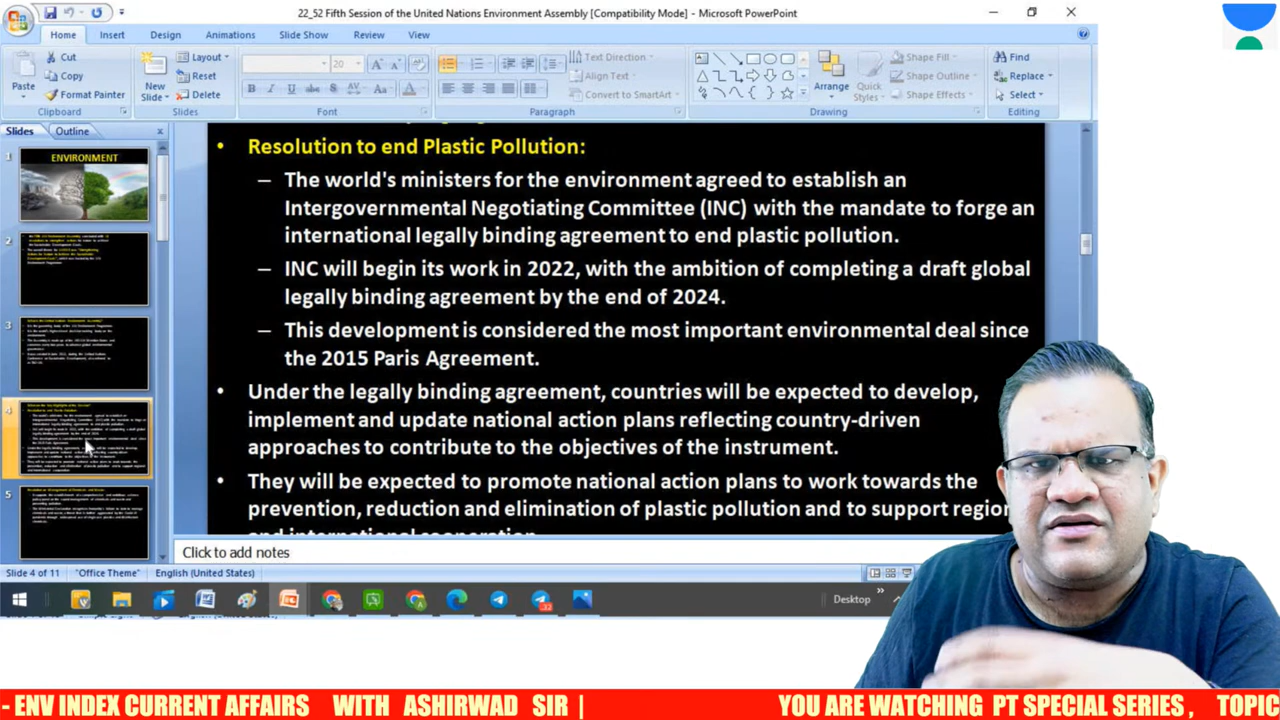 22_52 Fifth Session of the United Nations Environment Assembly [Compatibility Mode] - Microsoft PowerPoint
Home Insert Design Animations Slide Show Review View
Paste
Cut
Copy
Format Painter
Clipboard
New Slide
Layout
Reset
Delete
Slides
20
B I U S AV Aa A
Font
Paragraph
Text Direction
Align Text
Convert to SmartArt
Drawing
Arrange
Quick Styles
Shape Fill
Shape Outline
Shape Effects
Find
Replace
Select
Editing
Slides Outline
1
ENVIRONMENT
2
3
4
5
• Resolution to end Plastic Pollution:
– The world's ministers for the environment agreed to establish an
Intergovernmental Negotiating Committee (INC) with the mandate to forge an
international legally binding agreement to end plastic pollution.
– INC will begin its work in 2022, with the ambition of completing a draft global
legally binding agreement by the end of 2024.
– This development is considered the most important environmental deal since
the 2015 Paris Agreement.
• Under the legally binding agreement, countries will be expected to develop,
implement and update national action plans reflecting country-driven
approaches to contribute to the objectives of the instrument.
• They will be expected to promote national action plans to work towards the
prevention, reduction and elimination of plastic pollution and to support region
and international cooperation.
Click to add notes
Slide 4 of 11 "Office Theme" English (United States)
Desktop
- ENV INDEX CURRENT AFFAIRS WITH ASHIRWAD SIR | YOU ARE WATCHING PT SPECIAL SERIES , TOPIC